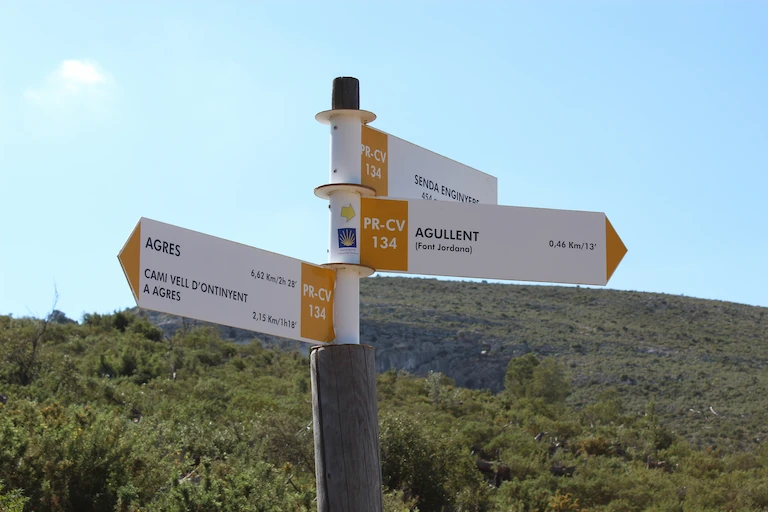 PR-CV
134
SENDA ENGINYERS
PR-CV
134
AGULLENT
(Font Jordana)
0,46 Km/13'
AGRES
6,62 Km/2h 28'
CAMI VELL D'ONTINYENT
A AGRES
2,15 Km/1h18'
PR-CV
134